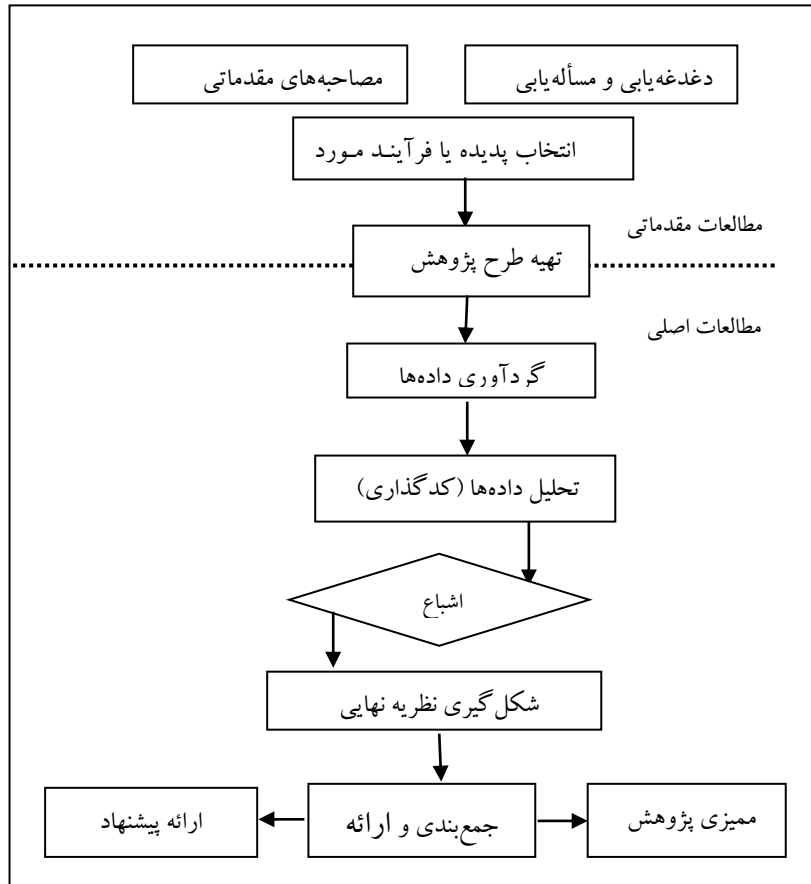 دغدغه‌یابی و مسأله‌یابی
مصاحبه‌های مقدماتی
انتخاب پدیده یا فرآیند مورد
مطالعات مقدماتی
تهیه طرح پژوهش
مطالعات اصلی
گردآوری داده‌ها
تحلیل داده‌ها (کدگذاری)
اشباع
شکل‌گیری نظریه نهایی
ممیزی پژوهش
جمع‌بندی و ارائه
ارائه پیشنهاد